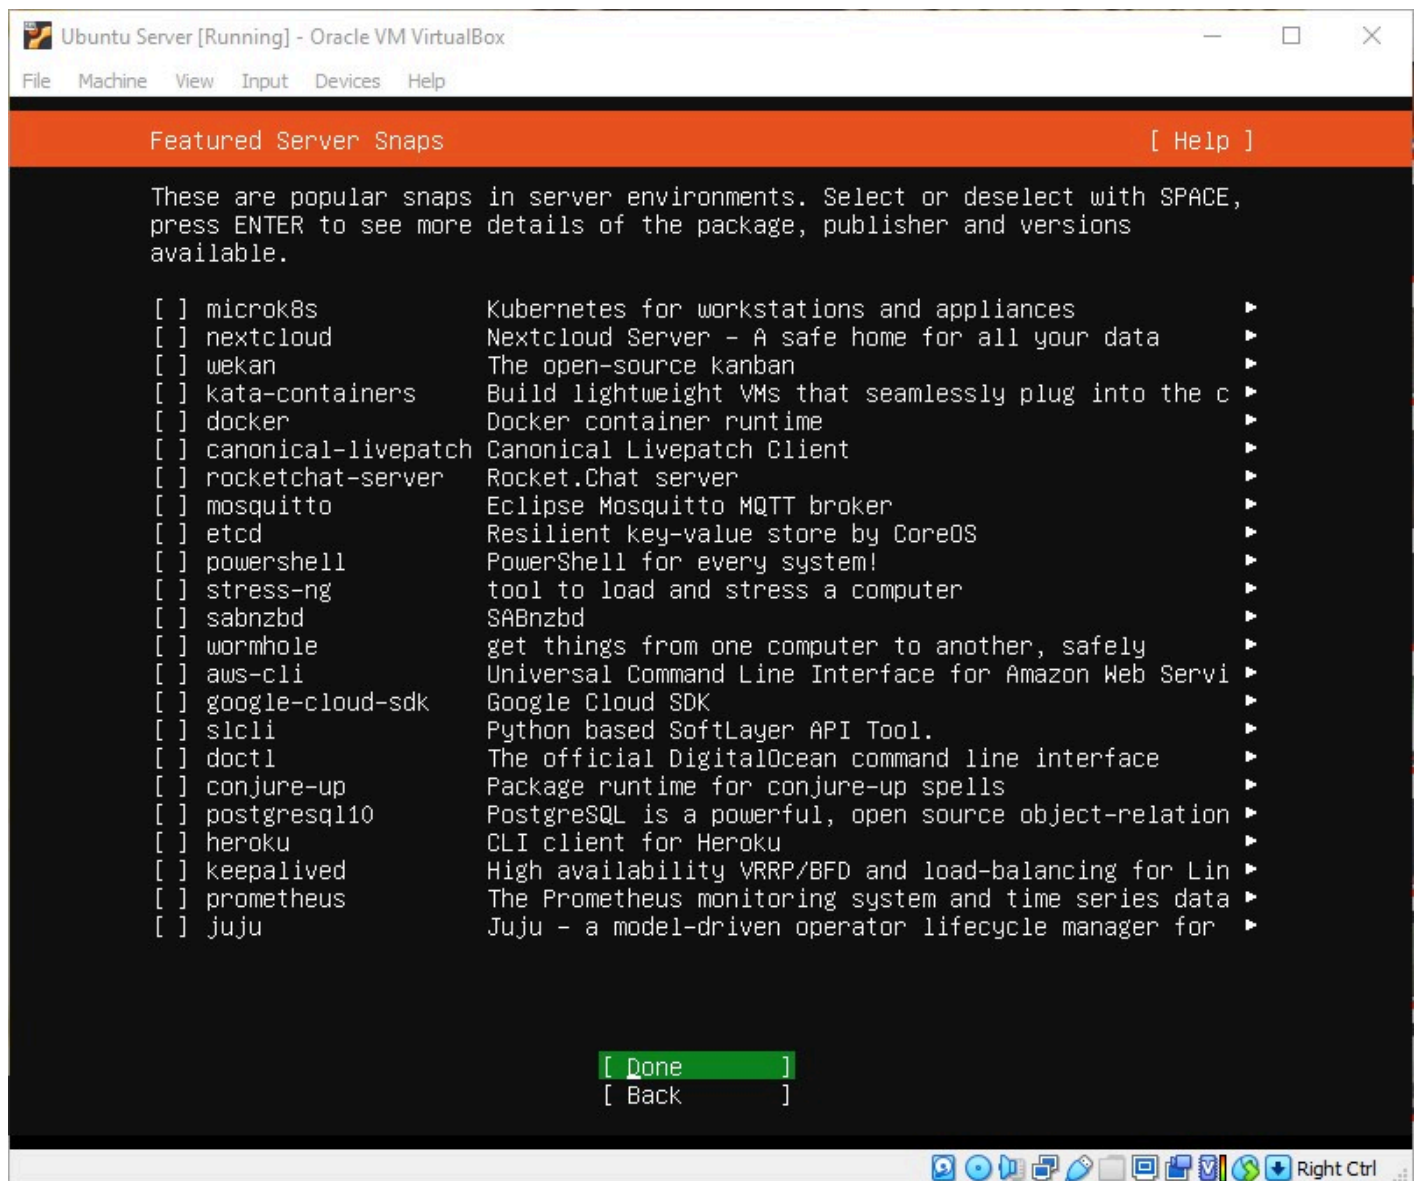 Ubuntu Server [Running] - Oracle VM VirtualBox
File Machine View Input Devices Help
Featured Server Snaps [ Help ]
These are popular snaps in server environments. Select or deselect with SPACE,
press ENTER to see more details of the package, publisher and versions
available.
[ ] microk8s Kubernetes for workstations and appliances
[ ] nextcloud Nextcloud Server - A safe home for all your data
[ ] wekan The open-source kanban
[ ] kata-containers Build lightweight VMs that seamlessly plug into the c
[ ] docker Docker container runtime
[ ] canonical-livepatch Canonical Livepatch Client
[ ] rocketchat-server Rocket.Chat server
[ ] mosquitto Eclipse Mosquitto MQTT broker
[ ] etcd Resilient key-value store by CoreOS
[ ] powershell PowerShell for every system!
[ ] stress-ng tool to load and stress a computer
[ ] sabnzbd SABnzbd
[ ] wormhole get things from one computer to another, safely
[ ] aws-cli Universal Command Line Interface for Amazon Web Servi
[ ] google-cloud-sdk Google Cloud SDK
[ ] slcli Python based SoftLayer API Tool.
[ ] doctl The official DigitalOcean command line interface
[ ] conjure-up Package runtime for conjure-up spells
[ ] postgresql10 PostgreSQL is a powerful, open source object-relation
[ ] heroku CLI client for Heroku
[ ] keepalived High availability VRRP/BFD and load-balancing for Lin
[ ] prometheus The Prometheus monitoring system and time series data
[ ] juju Juju - a model-driven operator lifecycle manager for
[ Done ]
[ Back ]
Right Ctrl